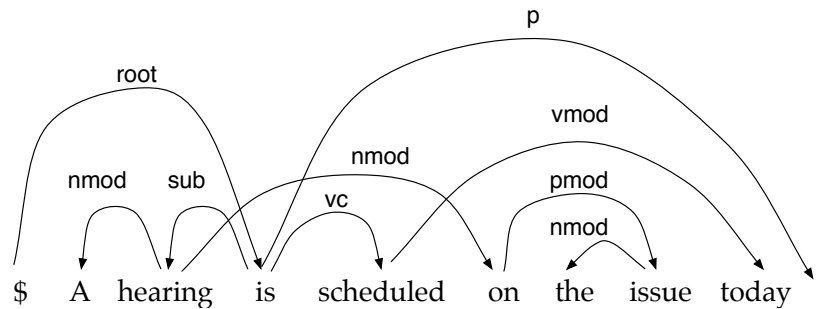 p
root
vmod
nmod
nmod sub
pmod
vc
nmod
$ A hearing is scheduled on the issue today